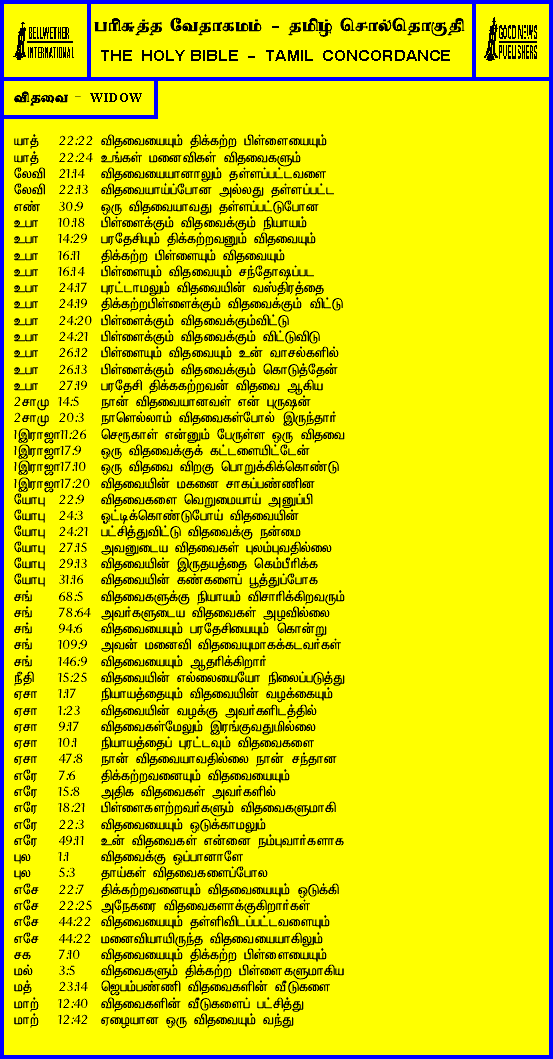 BELLWETHER
INTERNATIONAL
பரிசுத்த வேதாகமம் - தமிழ் சொல்தொகுதி
THE HOLY BIBLE - TAMIL CONCORDANCE
GOOD NEWS
PUBLISHERS
விதவை - WIDOW
யாத் 22:22 விதவையையும் திக்கற்ற பிள்ளையையும்
யாத் 22:24 உங்கள் மனைவிகள் விதவைகளும்
லேவி 21:14 விதவையையானாலும் தள்ளப்பட்டவளை
லேவி 22:13 விதவையாய்ப்போன அல்லது தள்ளப்பட்ட
எண் 30:9 ஒரு விதவையாவது தள்ளப்பட்டுபோன
உபா 10:18 பிள்ளைக்கும் விதவைக்கும் நியாயம்
உபா 14:29 பரதேசியும் திக்கற்றவனும் விதவையும்
உபா 16:11 திக்கற்ற பிள்ளையும் விதவையும்
உபா 16:14 பிள்ளையும் விதவையும் சந்தோஷப்பட
உபா 24:17 புரட்டாமலும் விதவையின் வஸ்திரத்தை
உபா 24:19 திக்கற்றபிள்ளைக்கும் விதவைக்கும் விட்டு
உபா 24:20 பிள்ளைக்கும் விதவைக்கும்விட்டு
உபா 24:21 பிள்ளைக்கும் விதவைக்கும் விட்டுவிடு
உபா 26:12 பிள்ளையும் விதவையும் உன் வாசல்களில்
உபா 26:13 பிள்ளைக்கும் விதவைக்கும் கொடுத்தேன்
உபா 27:19 பரதேசி திக்ககற்றவன் விதவை ஆகிய
2சாமு 14:5 நான் விதவையானவள் என் புருஷன்
2சாமு 20:3 நாளெல்லாம் விதவைகள்போல் இருந்தார்
1இராஜா11:26 செரூகாள் என்னும் பேருள்ள ஒரு விதவை
1இராஜா17:9 ஒரு விதவைக்குக் கட்டளையிட்டேன்
1இராஜா17:10 ஒரு விதவை விறகு பொறுக்கிக்கொண்டு
1இராஜா17:20 விதவையின் மகனை சாகப்பண்ணின
யோபு 22:9 விதவைகளை வெறுமையாய் அனுப்பி
யோபு 24:3 ஓட்டிக்கொண்டுபோய் விதவையின்
யோபு 24:21 பட்சித்துவிட்டு விதவைக்கு நன்மை
யோபு 27:15 அவனுடைய விதவைகள் புலம்புவதில்லை
யோபு 29:13 விதவையின் இருதயத்தை கெம்பீரிக்க
யோபு 31:16 விதவையின் கண்களைப் பூத்துப்போக
சங் 68:5 விதவைகளுக்கு நியாயம் விசாரிக்கிறவரும்
சங் 78:64 அவர்களுடைய விதவைகள் அழவில்லை
சங் 94:6 விதவையையும் பரதேசியையும் கொன்று
சங் 109:9 அவன் மனைவி விதவையுமாகக்கடவர்கள்
சங் 146:9 விதவையையும் ஆதரிக்கிறார்
நீதி 15:25 விதவையின் எல்லையையோ நிலைப்படுத்து
ஏசா 1:17 நியாயத்தையும் விதவையின் வழக்கையும்
ஏசா 1:23 விதவையின் வழக்கு அவர்களிடத்தில்
ஏசா 9:17 விதவைகள்மேலும் இரங்குவதுமில்லை
ஏசா 10:1 நியாயத்தைப் புரட்டவும் விதவைகளை
ஏசா 47:8 நான் விதவையாவதில்லை நான் சந்தான
எரே 7:6 திக்கற்றவனையும் விதவையையும்
எரே 15:8 அதிக விதவைகள் அவர்களில்
எரே 18:21 பிள்ளைகளற்றவர்களும் விதவைகளுமாகி
எரே 22:3 விதவையையும் ஒடுக்காமலும்
எரே 49:11 உன் விதவைகள் என்னை நம்புவார்களாக
புல 1:1 விதவைக்கு ஒப்பானாளே
புல 5:3 தாய்கள் விதவைகளைப்போல
எசே 22:7 திக்கற்றவனையும் விதவையையும் ஒடுக்கி
எசே 22:25 அநேகரை விதவைகளாக்குகிறார்கள்
எசே 44:22 விதவையையும் தள்ளிவிடப்பட்டவளையும்
எசே 44:22 மனைவியாயிருந்த விதவையையாகிலும்
சக 7:10 விதவையையும் திக்கற்ற பிள்ளையையும்
மல் 3:5 விதவைகளும் திக்கற்ற பிள்ளைகளுமாகிய
மத் 23:14 ஜெபம்பண்ணி விதவைகளின் வீடுகளை
மாற் 12:40 விதவைகளின் வீடுகளைப் பட்சித்து
மாற் 12:42 ஏழையான ஒரு விதவையும் வந்து